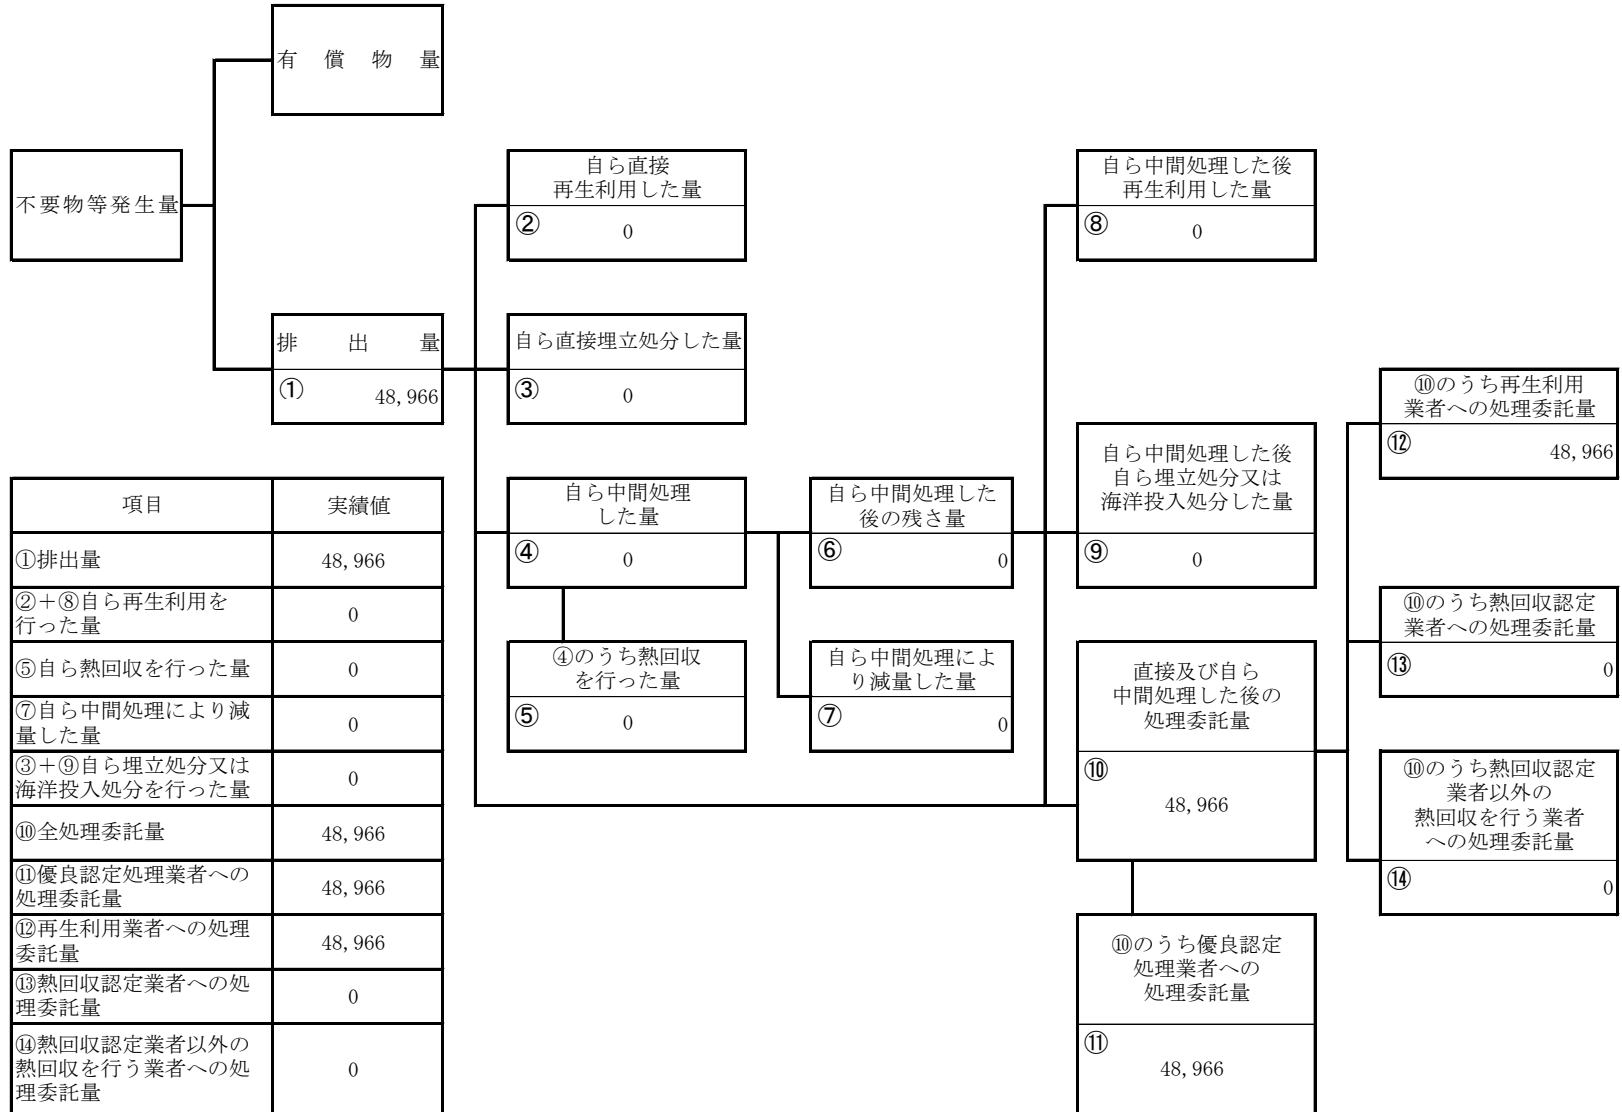 有償物量
不要物等発生量
自ら直接
再生利用した量
② 0
自ら中間処理した後
再生利用した量
⑧ 0
排出量
① 48,966
自ら直接埋立処分した量
③ 0
⑩のうち再生利用
業者への処理委託量
⑫ 48,966
自ら中間処理した後
自ら埋立処分又は
海洋投入処分した量
⑨ 0
自ら中間処理
した量
④ 0
自ら中間処理した
後の残さ量
⑥ 0
⑩のうち熱回収認定
業者への処理委託量
⑬ 0
④のうち熱回収
を行った量
⑤ 0
自ら中間処理によ
り減量した量
⑦ 0
直接及び自ら
中間処理した後の
処理委託量
⑩
48,966
⑩のうち熱回収認定
業者以外の
熱回収を行う業者
への処理委託量
⑭ 0
⑩のうち優良認定
処理業者への
処理委託量
⑪
48,966
項目 実績値
①排出量 48,966
②+⑧自ら再生利用を
行った量 0
⑤自ら熱回収を行った量 0
⑦自ら中間処理により減
量した量 0
③+⑨自ら埋立処分又は
海洋投入処分を行った量 0
⑩全処理委託量 48,966
⑪優良認定処理業者への
処理委託量 48,966
⑫再生利用業者への処理
委託量 48,966
⑬熱回収認定業者への処
理委託量 0
⑭熱回収認定業者以外の
熱回収を行う業者への処
理委託量 0